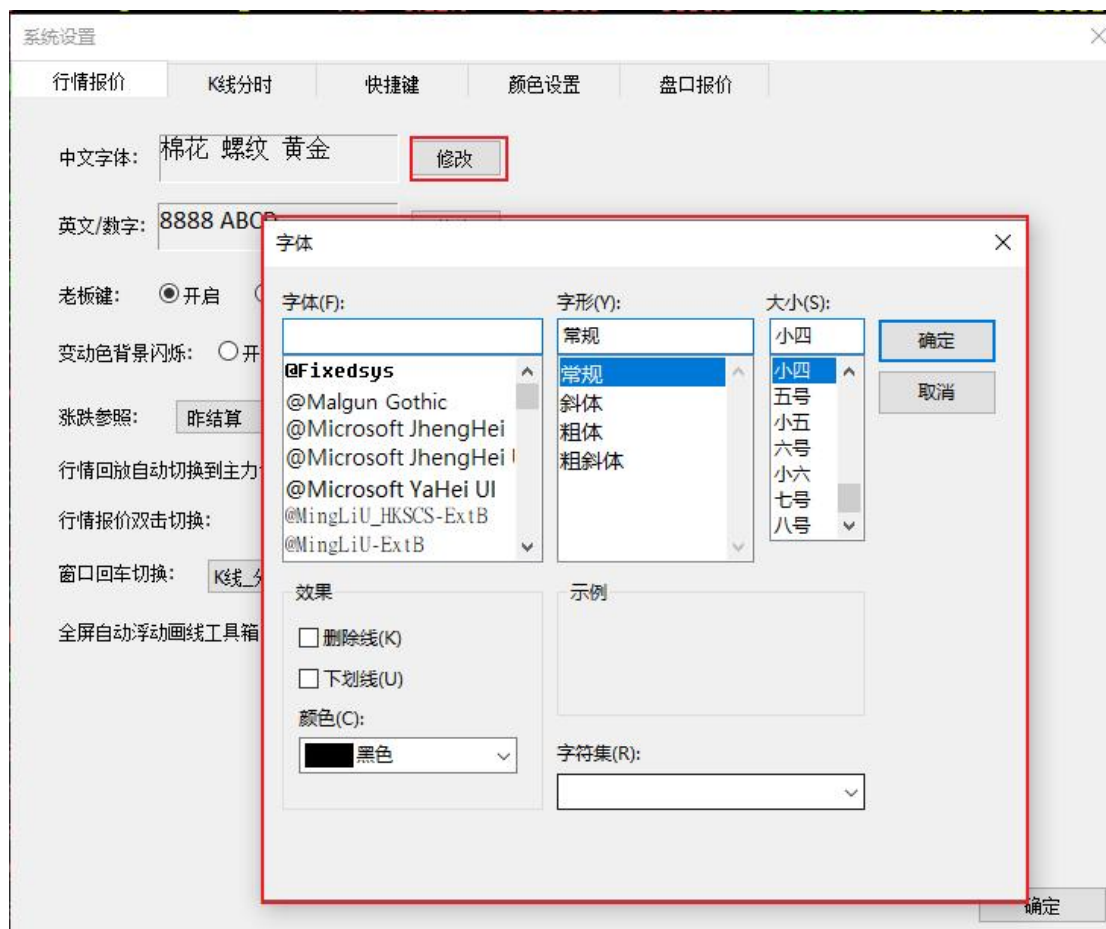 系统设置
行情报价 K线分时 快捷键 颜色设置 盘口报价
中文字体: 棉花 螺纹 黄金 修改
英文/数字: 8888 ABCD
字体
老板键: 开启
字体(F): 字形(Y): 大小(S):
常规 小四 确定
变动色背景闪烁: 开
@Fixedsys 常规 小四
取消
@Malgun Gothic 斜体 五号
涨跌参照: 昨结算
@Microsoft JhengHei 粗体 小五
@Microsoft JhengHei 粗斜体 六号
行情回放自动切换到主力
@Microsoft YaHei UI 小六
@MingLiU_HKSCS-ExtB 七号
行情报价双击切换:
@MingLiU-ExtB 八号
窗口回车切换: K线_分
效果 示例
全屏自动浮动画线工具箱
删除线(K)
下划线(U)
颜色(C):
黑色
字符集(R):
确定